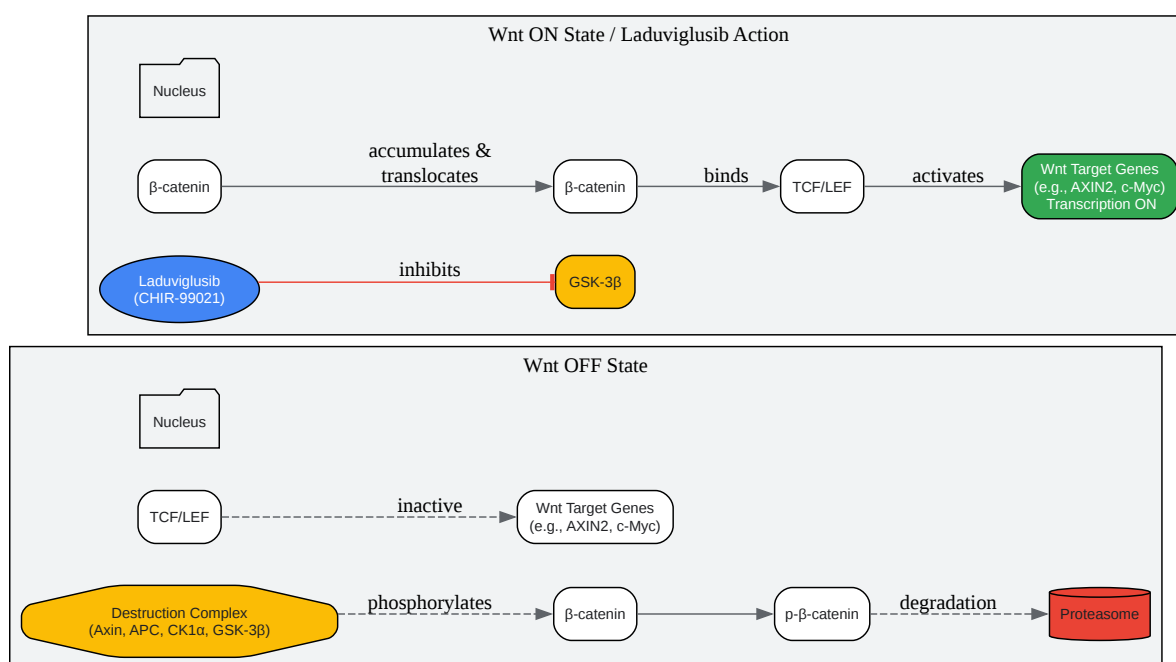 Wnt ON State / Laduviglusib Action
Nucleus
accumulates &
translocates
β-catenin
β-catenin
binds
TCF/LEF
activates
Wnt Target Genes
(e.g., AXIN2, c-Myc)
Transcription ON
Laduviglusib
(CHIR-99021)
inhibits
GSK-3β
Wnt OFF State
Nucleus
TCF/LEF
inactive
Wnt Target Genes
(e.g., AXIN2, c-Myc)
Destruction Complex
(Axin, APC, CK1α, GSK-3β)
phosphorylates
β-catenin
p-β-catenin
degradation
Proteasome